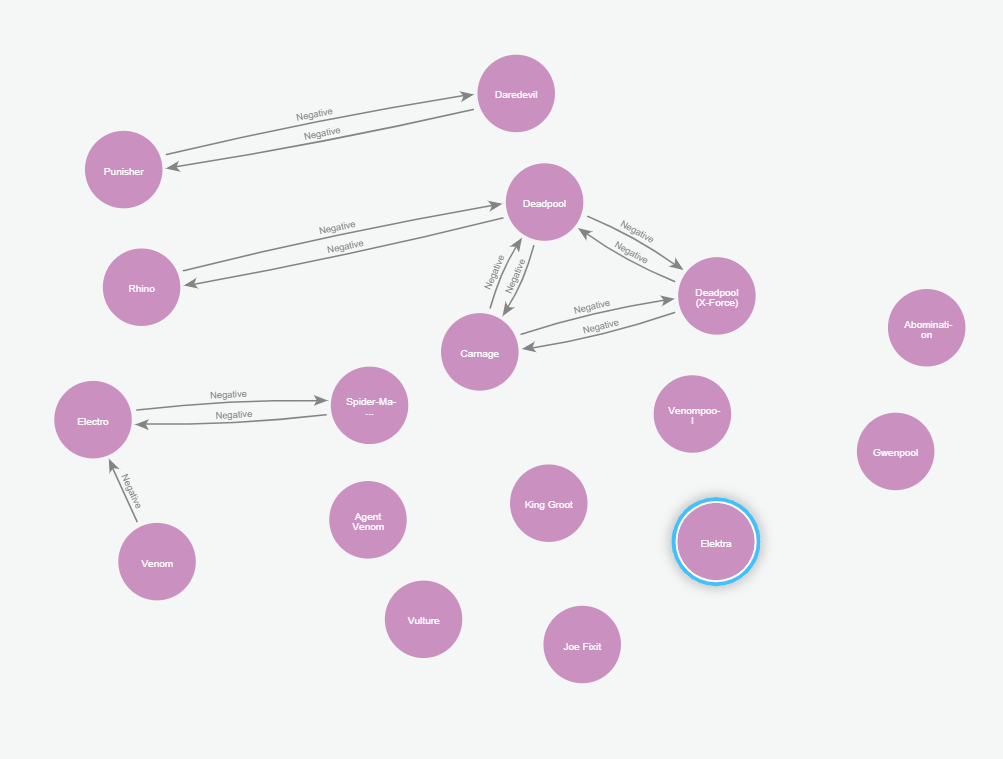 Daredevil
Negative
Negative
Punisher
Deadpool
Negative
Negative
Negative
Negative
Rhino
Negative
Negative
Deadpool
(X-Force)
Negative
Negative
Carnage
Abominati-
on
Negative
Negative
Electro
Spider-Ma-
...
Venompoo-
l
Gwenpool
Negative
King Groot
Agent
Venom
Elektra
Venom
Vulture
Joe Fixit